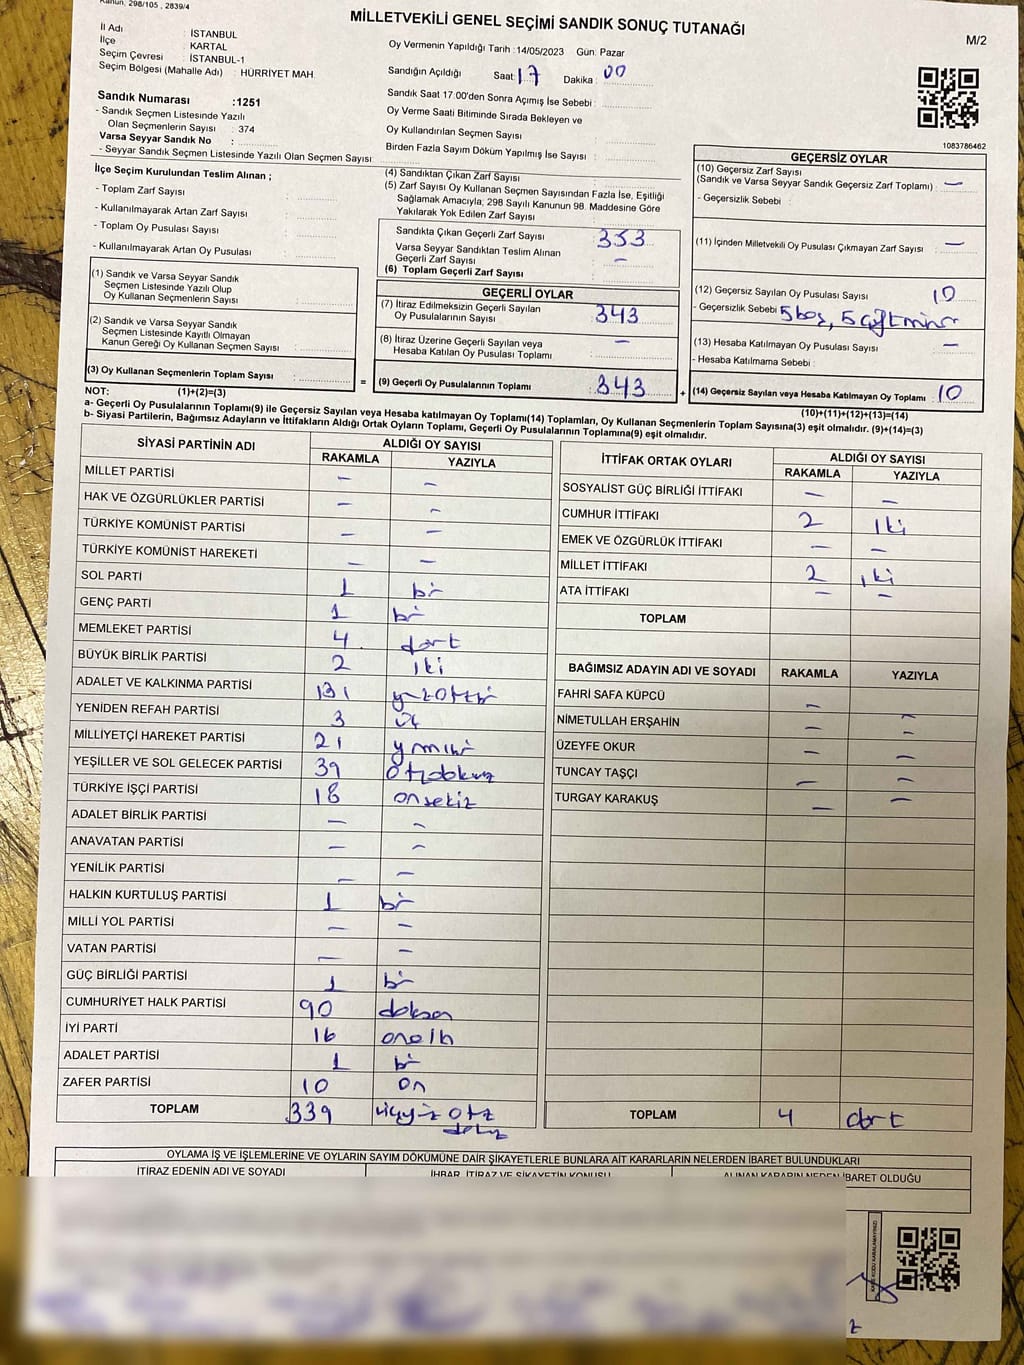 Kanun, 298/105 , 2839/4
MİLLETVEKİLİ GENEL SEÇİMİ SANDIK SONUÇ TUTANAĞI
M/2
İl Adı : İSTANBUL
İlçe : KARTAL
Seçim Çevresi : İSTANBUL-1
Seçim Bölgesi (Mahalle Adı) : HÜRRİYET MAH.
Sandık Numarası :1251
- Sandık Seçmen Listesinde Yazılı
Olan Seçmenlerin Sayısı : 374
Varsa Seyyar Sandık No :
- Seyyar Sandık Seçmen Listesinde Yazılı Olan Seçmen Sayısı :
Oy Vermenin Yapıldığı Tarih :14/05/2023 Gün: Pazar
Sandığın Açıldığı Saat: 17 Dakika : 00
Sandık Saat 17.00'den Sonra Açımış İse Sebebi :
Oy Verme Saati Bitiminde Sırada Bekleyen ve
Oy Kullandırılan Seçmen Sayısı :
Birden Fazla Sayım Döküm Yapılmış İse Sayısı :
1083786462
İlçe Seçim Kurulundan Teslim Alınan ;
- Toplam Zarf Sayısı :
- Kullanılmayarak Artan Zarf Sayısı :
- Toplam Oy Pusulası Sayısı :
- Kullanılmayarak Artan Oy Pusulası :
(1) Sandık ve Varsa Seyyar Sandık
Seçmen Listesinde Yazılı Olup
Oy Kullanan Seçmenlerin Sayısı :
(2) Sandık ve Varsa Seyyar Sandık
Seçmen Listesinde Kayıtlı Olmayan
Kanun Gereği Oy Kullanan Seçmen Sayısı :
(3) Oy Kullanan Seçmenlerin Toplam Sayısı :
(1)+(2)=(3)
(4) Sandıktan Çıkan Zarf Sayısı :
(5) Zarf Sayısı Oy Kullanan Seçmen Sayısından Fazla İse, Eşitliği
Sağlamak Amacıyla; 298 Sayılı Kanunun 98. Maddesine Göre
Yakılarak Yok Edilen Zarf Sayısı :
Sandıkta Çıkan Geçerli Zarf Sayısı : 353
Varsa Seyyar Sandıktan Teslim Alınan
Geçerli Zarf Sayısı : –
(6) Toplam Geçerli Zarf Sayısı :
GEÇERLİ OYLAR
(7) İtiraz Edilmeksizin Geçerli Sayılan
Oy Pusulalarının Sayısı : 343
(8) İtiraz Üzerine Geçerli Sayılan veya
Hesaba Katılan Oy Pusulası Toplamı : –
= (9) Geçerli Oy Pusulalarının Toplamı : 343 +
GEÇERSİZ OYLAR
(10) Geçersiz Zarf Sayısı
(Sandık ve Varsa Seyyar Sandık Geçersiz Zarf Toplamı) : –
- Geçersizlik Sebebi :
(11) İçinden Milletvekili Oy Pusulası Çıkmayan Zarf Sayısı : –
(12) Geçersiz Sayılan Oy Pusulası Sayısı : 10
- Geçersizlik Sebebi : 5 boş, 5 çift
(13) Hesaba Katılmayan Oy Pusulası Sayısı : –
- Hesaba Katılmama Sebebi :
(14) Geçersiz Sayılan veya Hesaba Katılmayan Oy Toplamı : 10
(10)+(11)+(12)+(13)=(14)
NOT:
a- Geçerli Oy Pusulalarının Toplamı(9) ile Geçersiz Sayılan veya Hesaba katılmayan Oy Toplamı(14) Toplamları, Oy Kullanan Seçmenlerin Toplam Sayısına(3) eşit olmalıdır. (9)+(14)=(3)
b- Siyasi Partilerin, Bağımsız Adayların ve İttifakların Aldığı Ortak Oyların Toplamı, Geçerli Oy Pusulalarının Toplamına(9) eşit olmalıdır.
SİYASİ PARTİNİN ADI ALDIĞI OY SAYISI
RAKAMLA YAZIYLA
MİLLET PARTİSİ – –
HAK VE ÖZGÜRLÜKLER PARTİSİ – –
TÜRKİYE KOMÜNİST PARTİSİ – –
TÜRKİYE KOMÜNİST HAREKETİ – –
SOL PARTİ 1 bir
GENÇ PARTİ 1 bir
MEMLEKET PARTİSİ 4 dört
BÜYÜK BİRLİK PARTİSİ 2 iki
ADALET VE KALKINMA PARTİSİ 131 yüzotzbir
YENİDEN REFAH PARTİSİ 3 üç
MİLLİYETÇİ HAREKET PARTİSİ 21
YEŞİLLER VE SOL GELECEK PARTİSİ 39 otzdokuz
TÜRKİYE İŞÇİ PARTİSİ 18 onsekiz
ADALET BİRLİK PARTİSİ – –
ANAVATAN PARTİSİ – –
YENİLİK PARTİSİ – –
HALKIN KURTULUŞ PARTİSİ 1 bir
MİLLİ YOL PARTİSİ – –
VATAN PARTİSİ – –
GÜÇ BİRLİĞİ PARTİSİ 1 bir
CUMHURİYET HALK PARTİSİ 90 doksan
İYİ PARTİ 16 onaltı
ADALET PARTİSİ 1 bir
ZAFER PARTİSİ 10 on
TOPLAM 339 üçyüz otz
dokuz
İTTİFAK ORTAK OYLARI ALDIĞI OY SAYISI
RAKAMLA YAZIYLA
SOSYALİST GÜÇ BİRLİĞİ İTTİFAKI – –
CUMHUR İTTİFAKI 2 iki
EMEK VE ÖZGÜRLÜK İTTİFAKI – –
MİLLET İTTİFAKI 2 iki
ATA İTTİFAKI – –
TOPLAM
BAĞIMSIZ ADAYIN ADI VE SOYADI RAKAMLA YAZIYLA
FAHRİ SAFA KÜPCÜ – –
NİMETULLAH ERŞAHİN – –
ÜZEYFE OKUR – –
TUNCAY TAŞÇI – –
TURGAY KARAKUŞ – –
TOPLAM 4 dört
OYLAMA İŞ VE İŞLEMLERİNE VE OYLARIN SAYIM DÖKÜMÜNE DAİR ŞİKAYETLERLE BUNLARA AİT KARARLARIN NELERDEN İBARET BULUNDUKLARI
İTİRAZ EDENİN ADI VE SOYADI İHBAR, İTİRAZ VE ŞİKAYETİN KONUSU ALINAN KARARIN NEDEN İBARET OLDUĞU